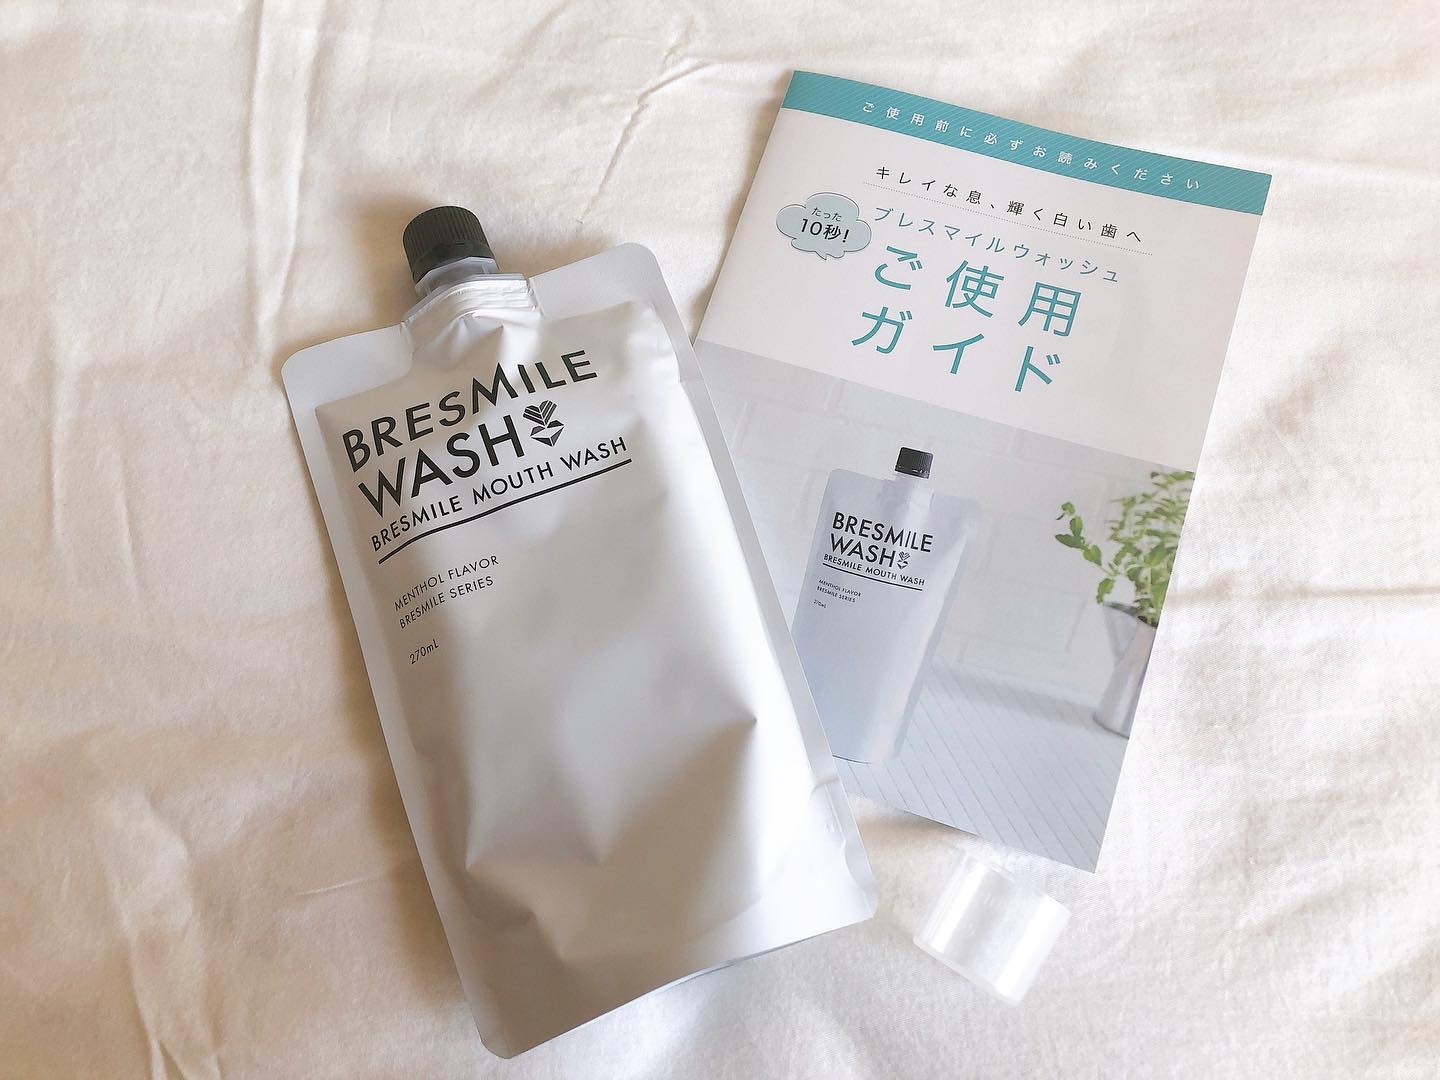 BRESMILE
WASH
BRESMILE MOUTH WASH
MENTHOL FLAVOR
BRESMILE SERIES
270mL
ご使用前に必ずお読みください
キレイな息、輝く白い歯へ
たった
10秒!
ブレスマイルウォッシュ
ご使用
ガイド
BRESMILE
WASH
BRESMILE MOUTH WASH
MENTHOL FLAVOR
BRESMILE SERIES
270mL